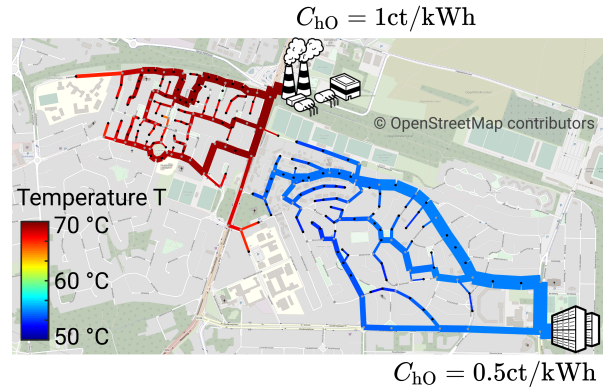 C_hO = 1ct/kWh
© OpenStreetMap contributors
Temperature T
70 °C
60 °C
50 °C
C_hO = 0.5ct/kWh